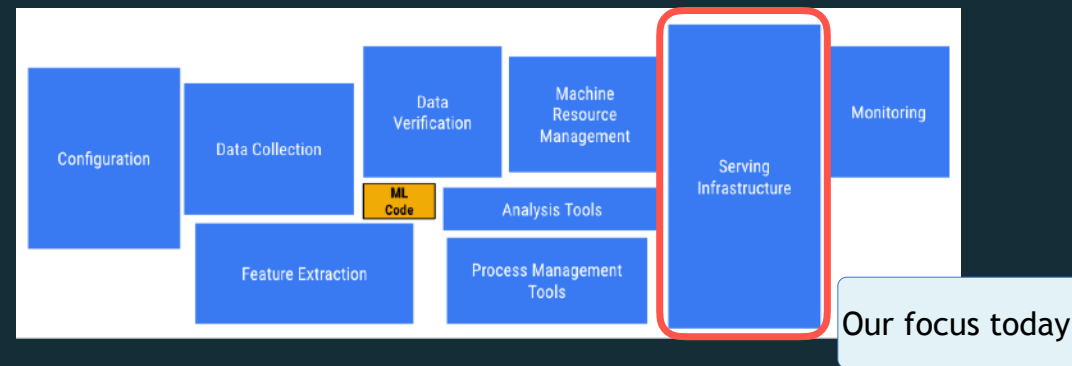 Configuration
Data Collection
Data
Verification
Machine
Resource
Management
Serving
Infrastructure
Monitoring
ML
Code
Analysis Tools
Feature Extraction
Process Management
Tools
Our focus today